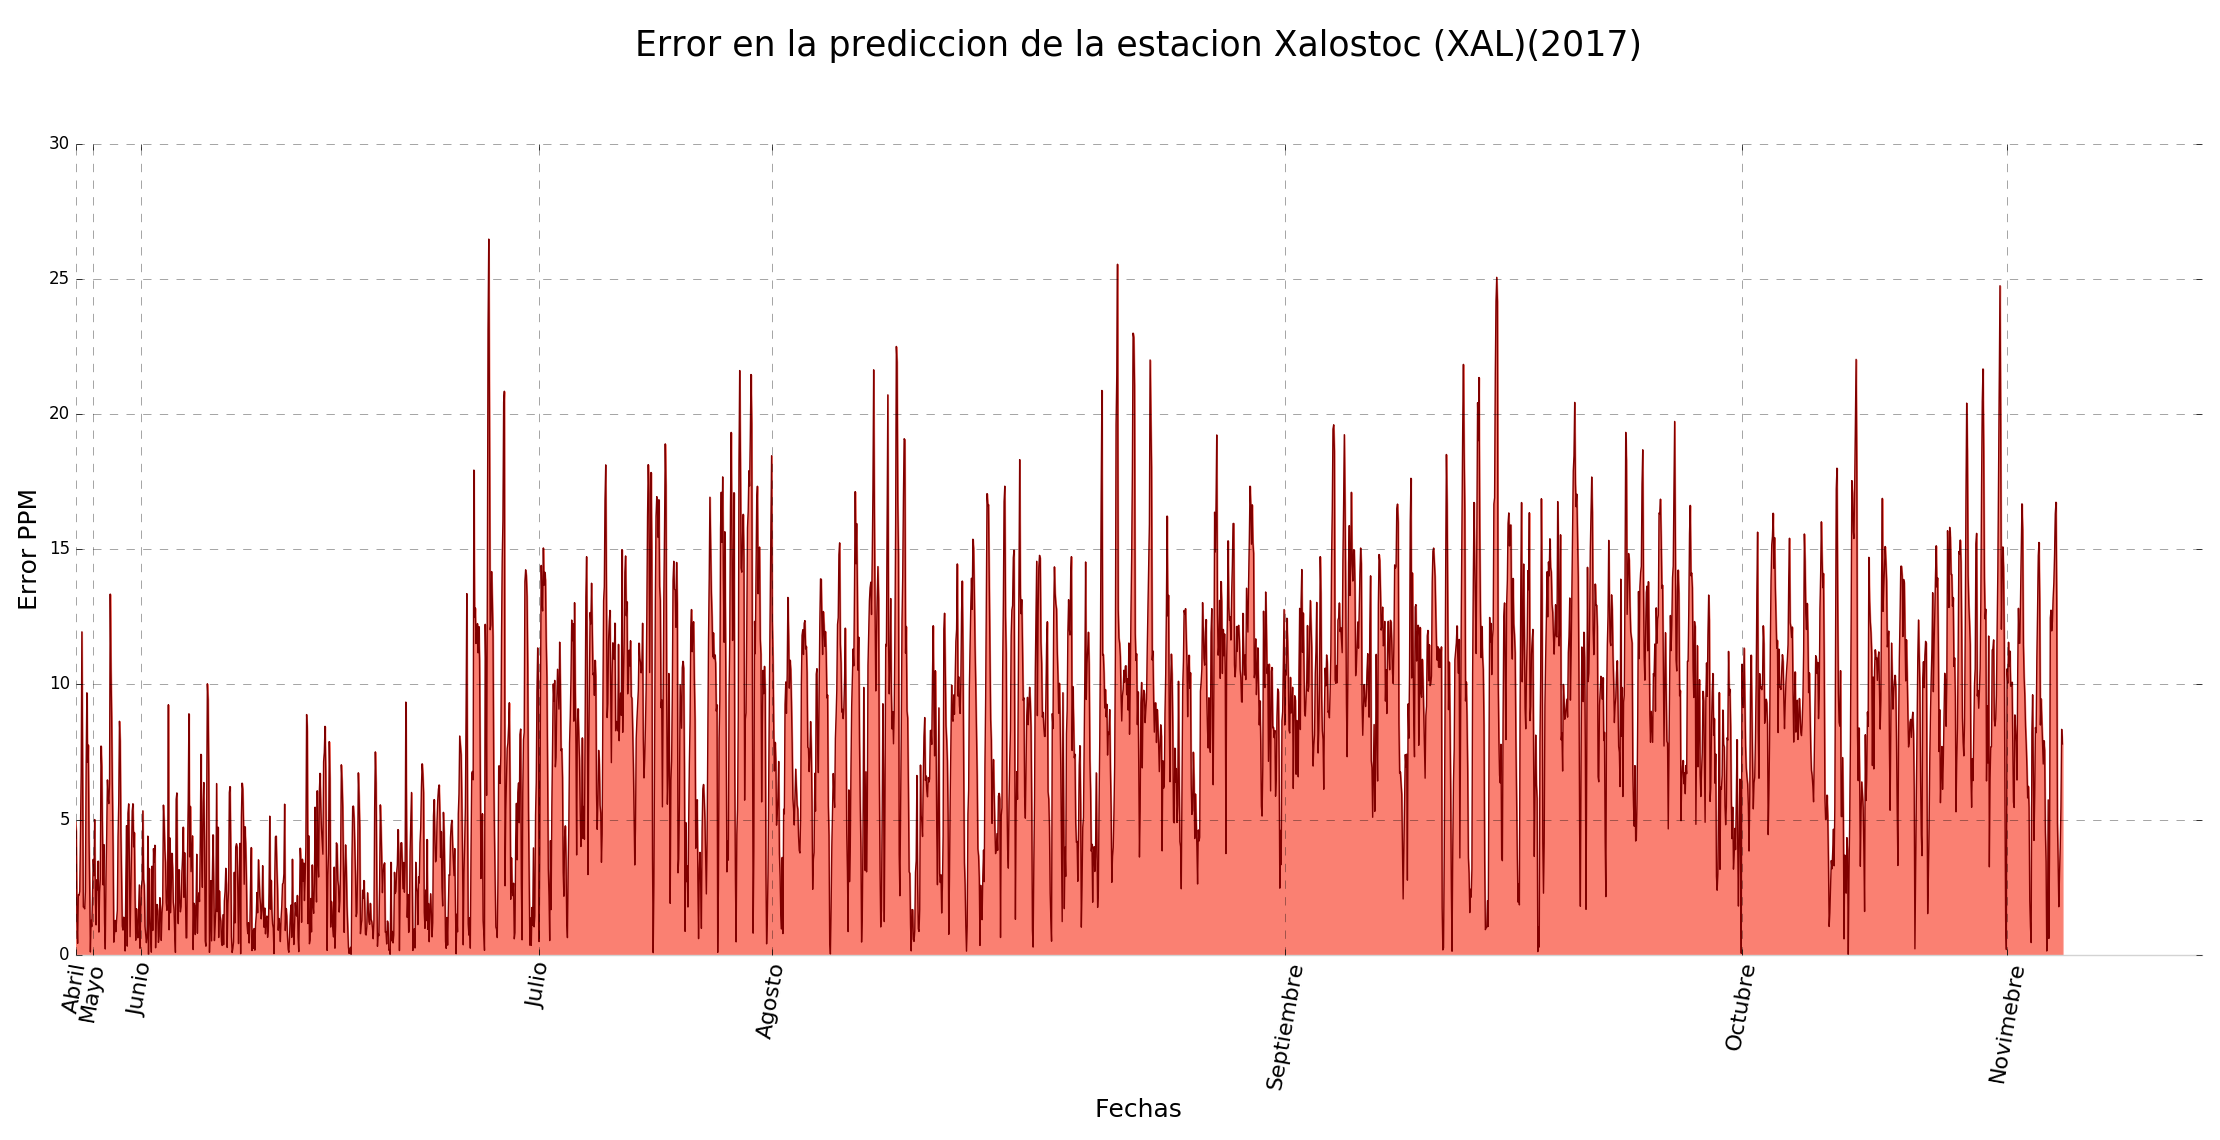 Error en la prediccion de la estacion Xalostoc (XAL)(2017)
30
25
20
15
10
5
0
Error PPM
Abril
Mayo
Junio
Julio
Agosto
Septiembre
Octubre
Novimebre
Fechas